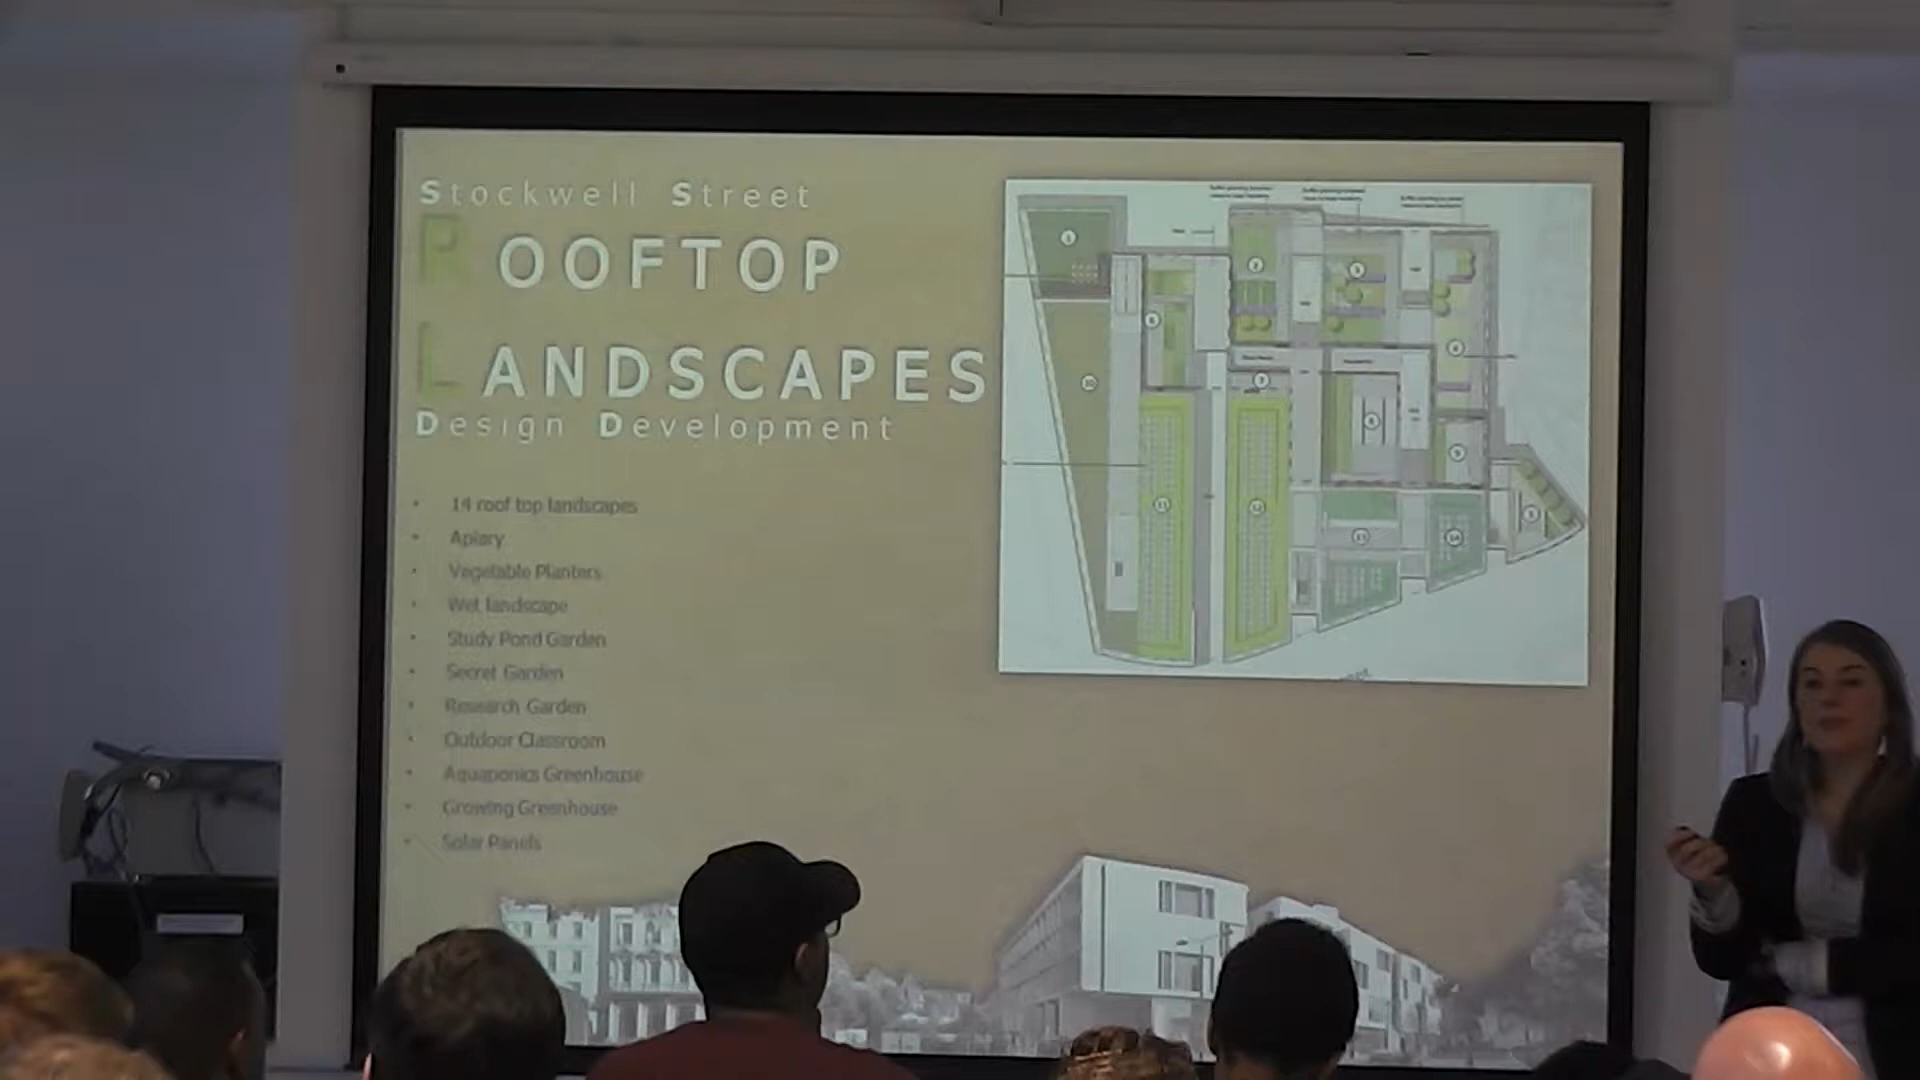 Stockwell Street
ROOFTOP
LANDSCAPES
Design Development
• 14 roof top landscapes
• Apiary
• Vegetable Planters
• Wet landscape
• Study Pond Garden
• Secret Garden
• Research Garden
• Outdoor Classroom
• Aquaponics Greenhouse
• Growing Greenhouse
• Solar Panels